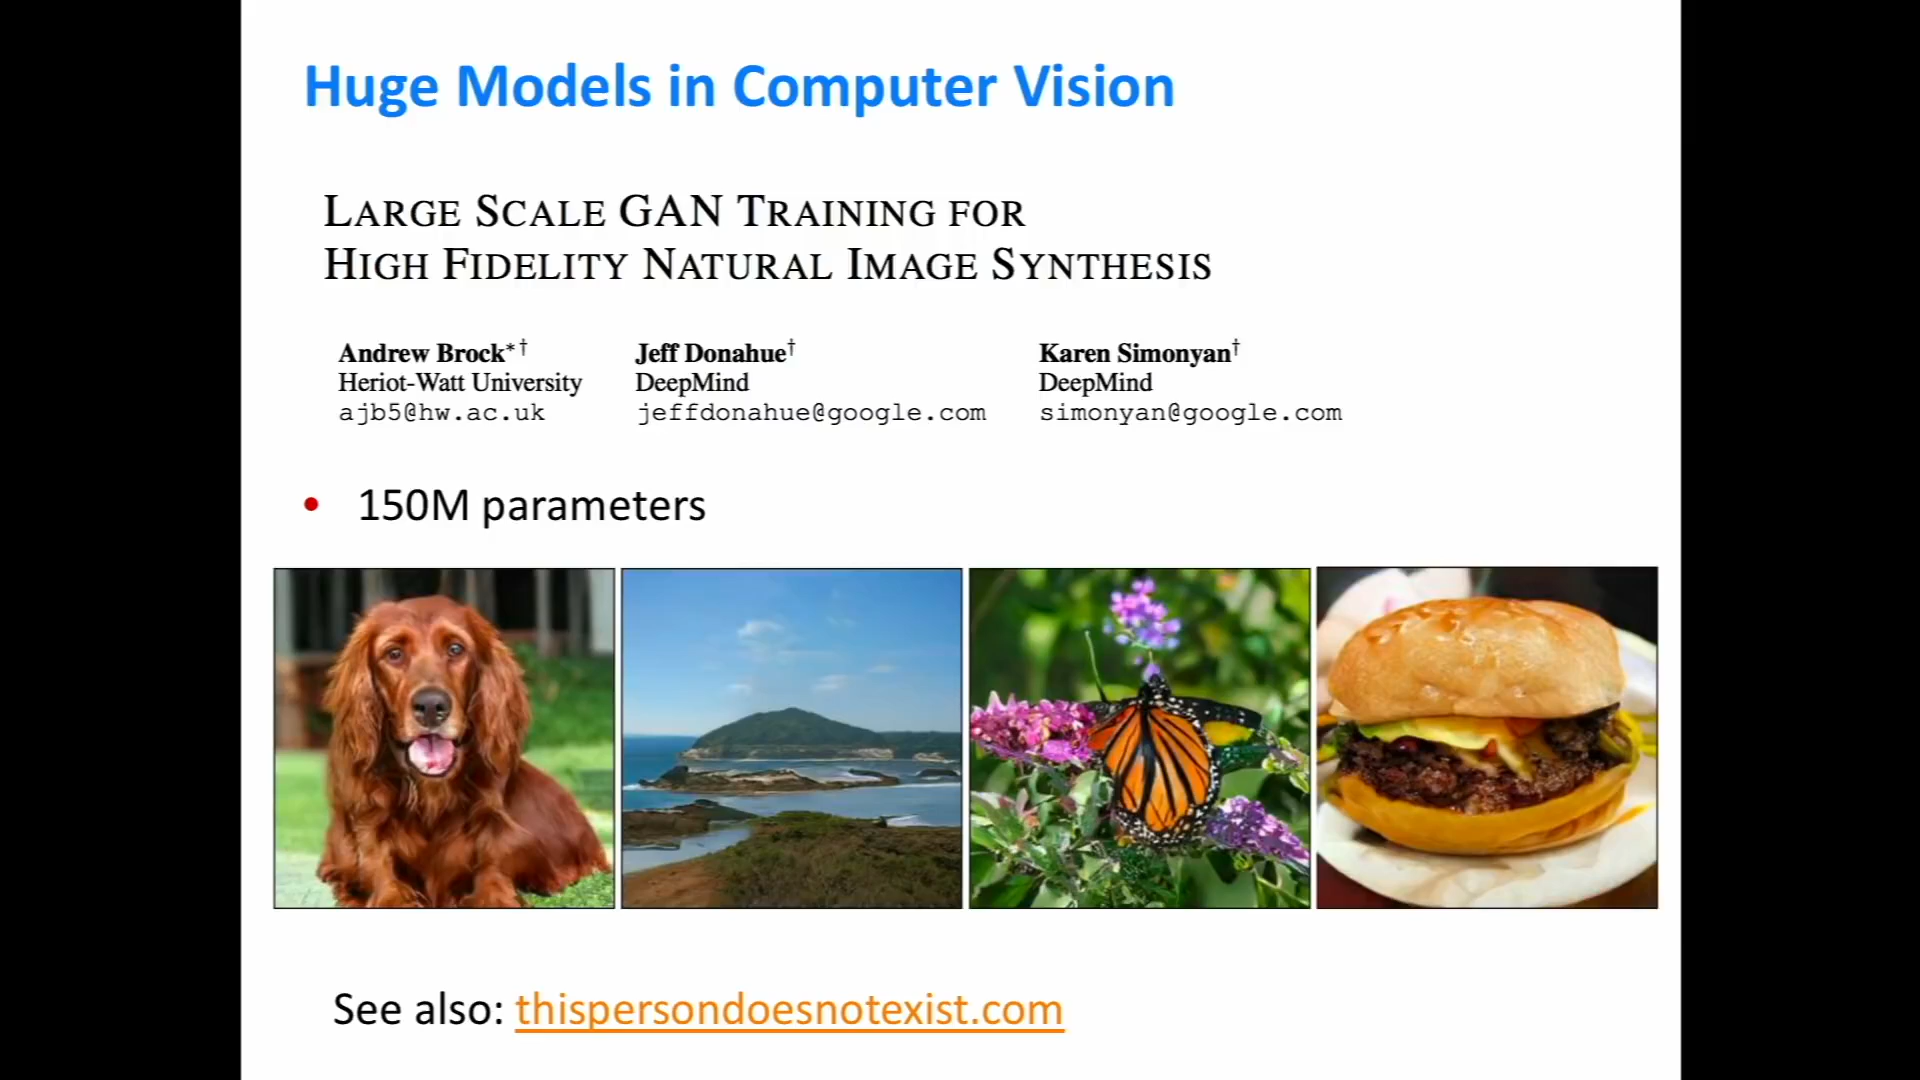 Huge Models in Computer Vision
LARGE SCALE GAN TRAINING FOR
HIGH FIDELITY NATURAL IMAGE SYNTHESIS
Andrew Brock*† Jeff Donahue† Karen Simonyan†
Heriot-Watt University DeepMind DeepMind
ajb5@hw.ac.uk jeffdonahue@google.com simonyan@google.com
• 150M parameters
See also: thispersondoesnotexist.com